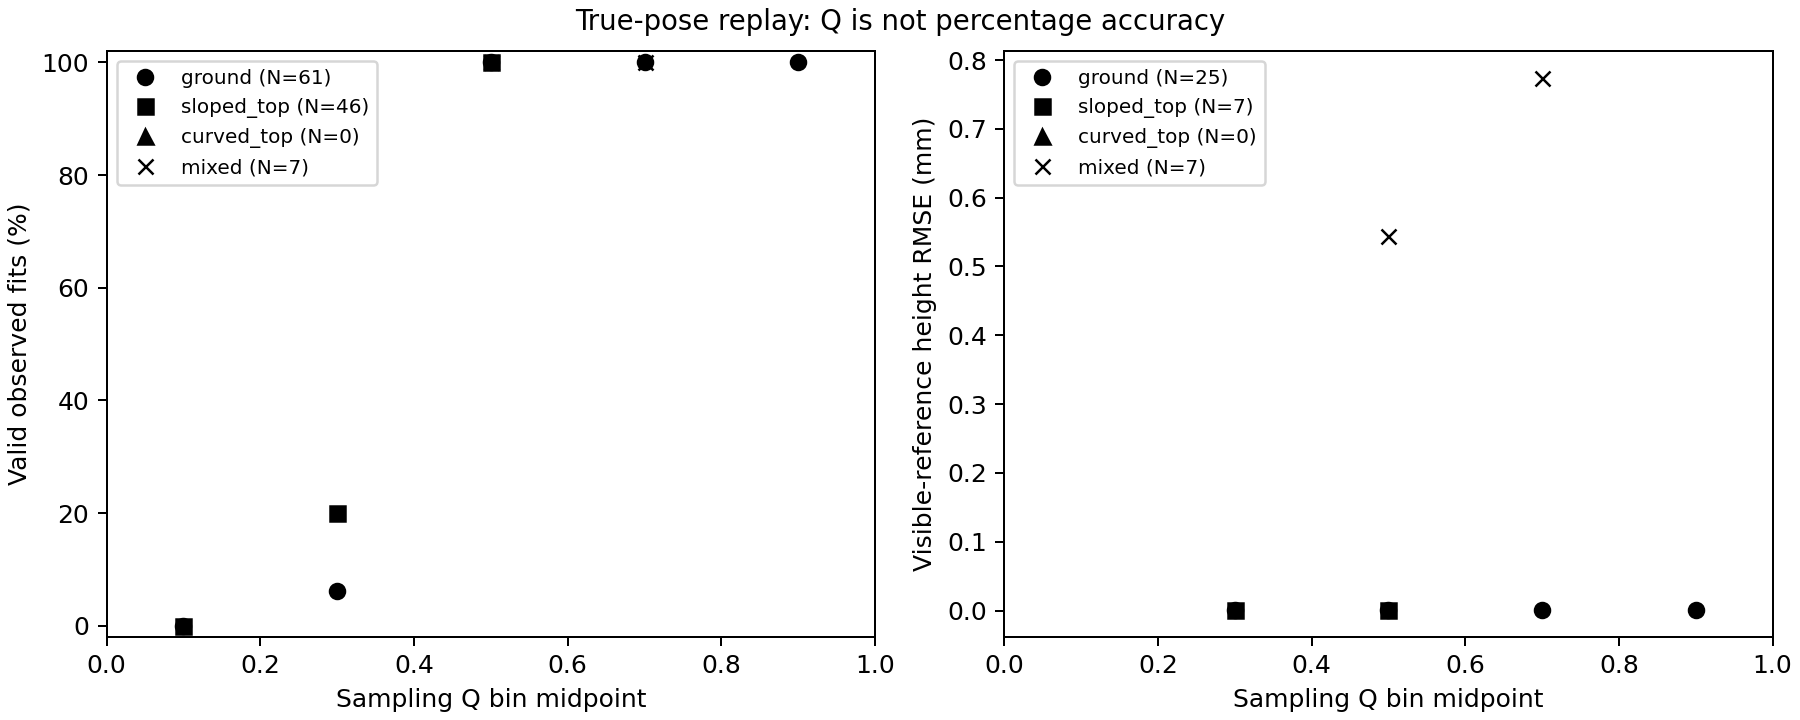 True-pose replay: Q is not percentage accuracy
Valid observed fits (%)
100
80
60
40
20
0
ground (N=61)
sloped_top (N=46)
curved_top (N=0)
mixed (N=7)
0.0 0.2 0.4 0.6 0.8 1.0
Sampling Q bin midpoint
Visible-reference height RMSE (mm)
0.8
0.7
0.6
0.5
0.4
0.3
0.2
0.1
0.0
ground (N=25)
sloped_top (N=7)
curved_top (N=0)
mixed (N=7)
0.0 0.2 0.4 0.6 0.8 1.0
Sampling Q bin midpoint